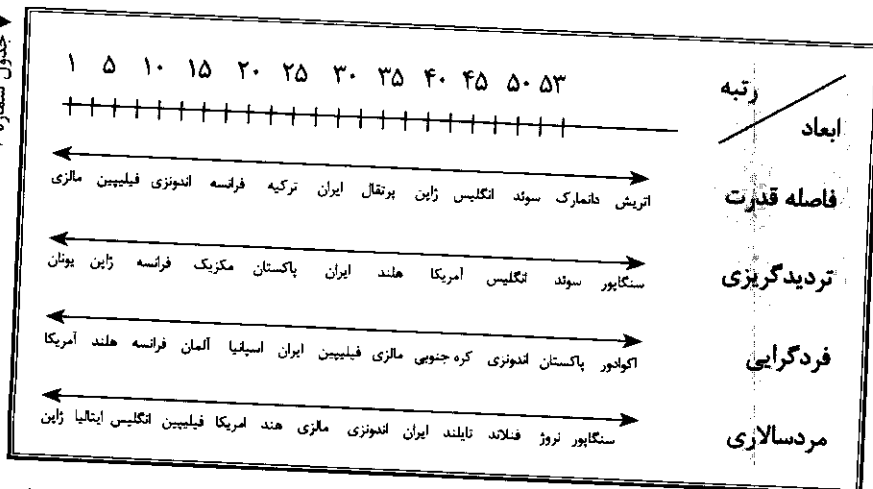 جدول شماره
رتبه
ابعاد
۱ ۵ ۱۰ ۱۵ ۲۰ ۲۵ ۳۰ ۳۵ ۴۰ ۴۵ ۵۰ ۵۳
فاصله قدرت
اتریش دانمارک سوئد انگلیس ژاپن پرتقال ایران ترکیه فرانسه اندونزی فیلیپین مالزی
تردیدگریزی
سنگاپور سوئد انگلیس آمریکا هلند ایران پاکستان مکزیک فرانسه ژاپن یونان
فردگرایی
اکوادور پاکستان اندونزی کره جنوبی مالزی فیلیپین ایران اسپانیا آلمان فرانسه هلند آمریکا
مردسالاری
سنگاپور نروژ فنلاند تایلند ایران اندونزی مالزی هند امریکا فیلیپین انگلیس ایتالیا ژاپن